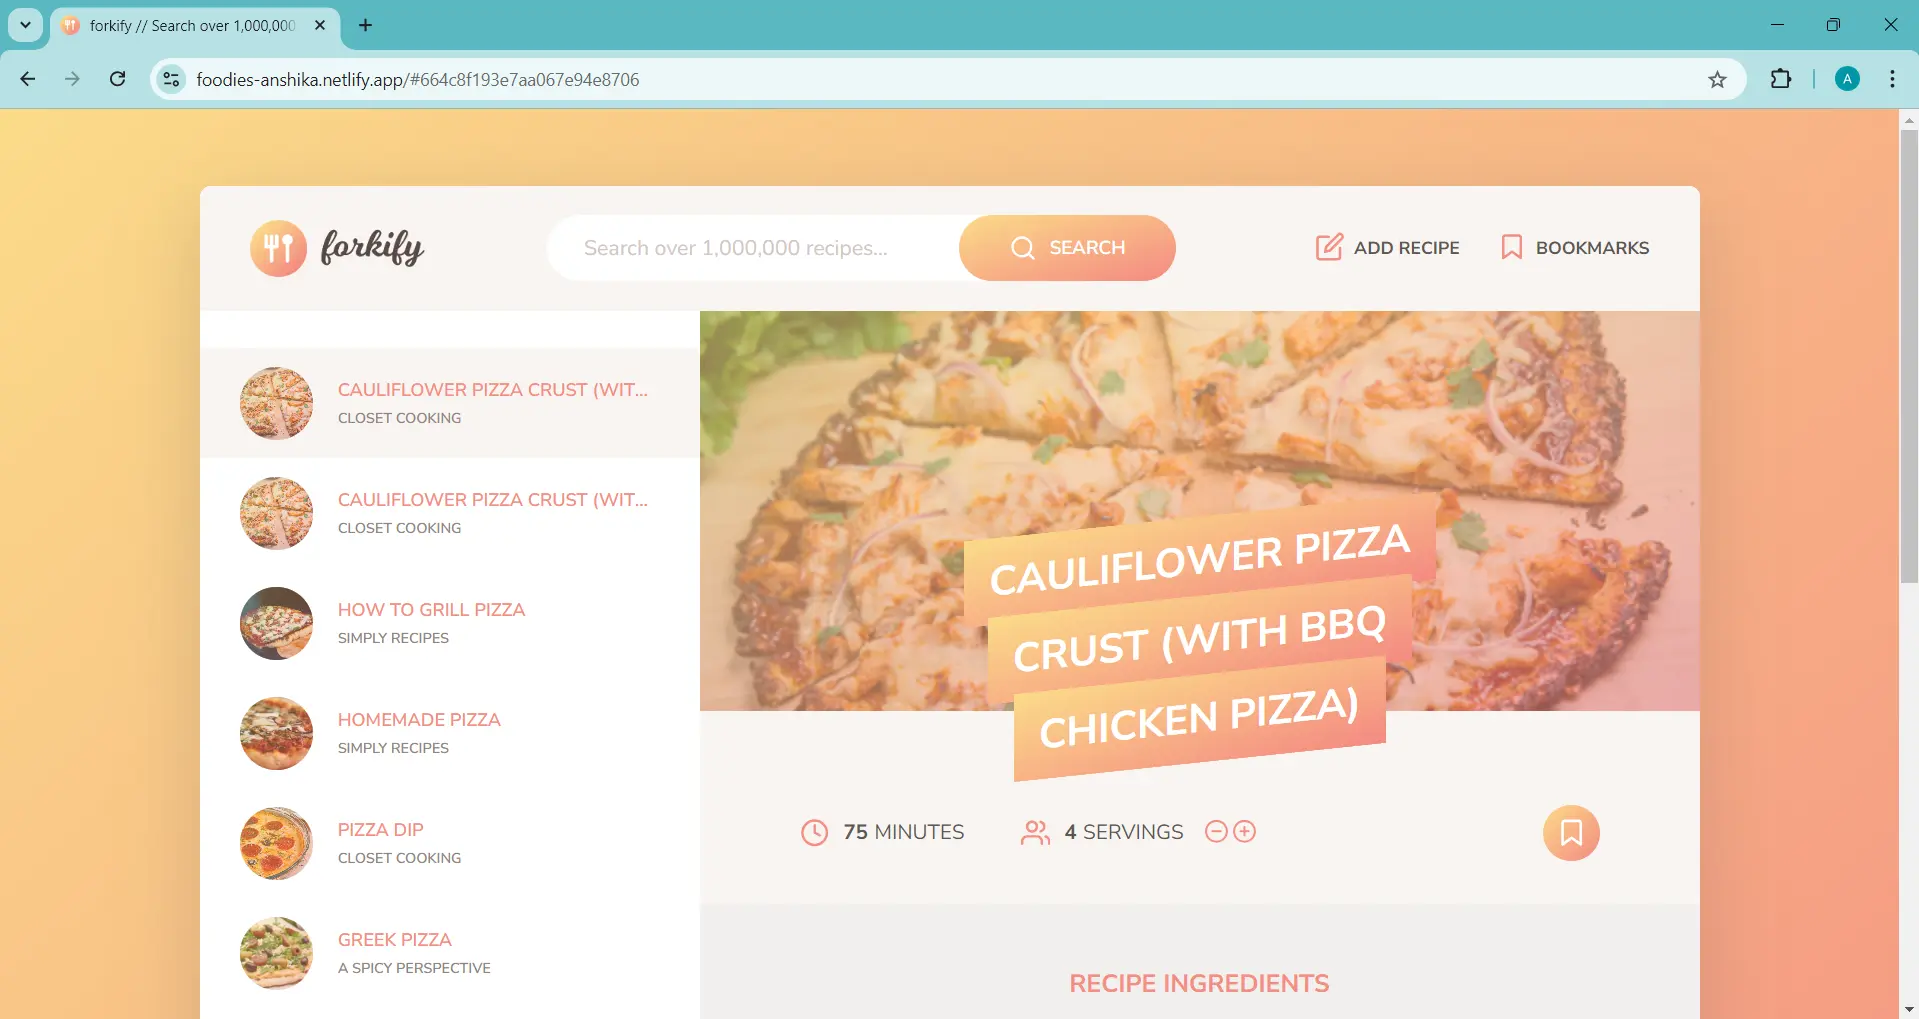 forkify // Search over 1,000,000
foodies-anshika.netlify.app/#664c8f193e7aa067e94e8706
A
forkify
Search over 1,000,000 recipes...
SEARCH
ADD RECIPE
BOOKMARKS
CAULIFLOWER PIZZA CRUST (WIT...
CLOSET COOKING
CAULIFLOWER PIZZA CRUST (WIT...
CLOSET COOKING
HOW TO GRILL PIZZA
SIMPLY RECIPES
HOMEMADE PIZZA
SIMPLY RECIPES
PIZZA DIP
CLOSET COOKING
GREEK PIZZA
A SPICY PERSPECTIVE
CAULIFLOWER PIZZA
CRUST (WITH BBQ
CHICKEN PIZZA)
75 MINUTES
4 SERVINGS
RECIPE INGREDIENTS